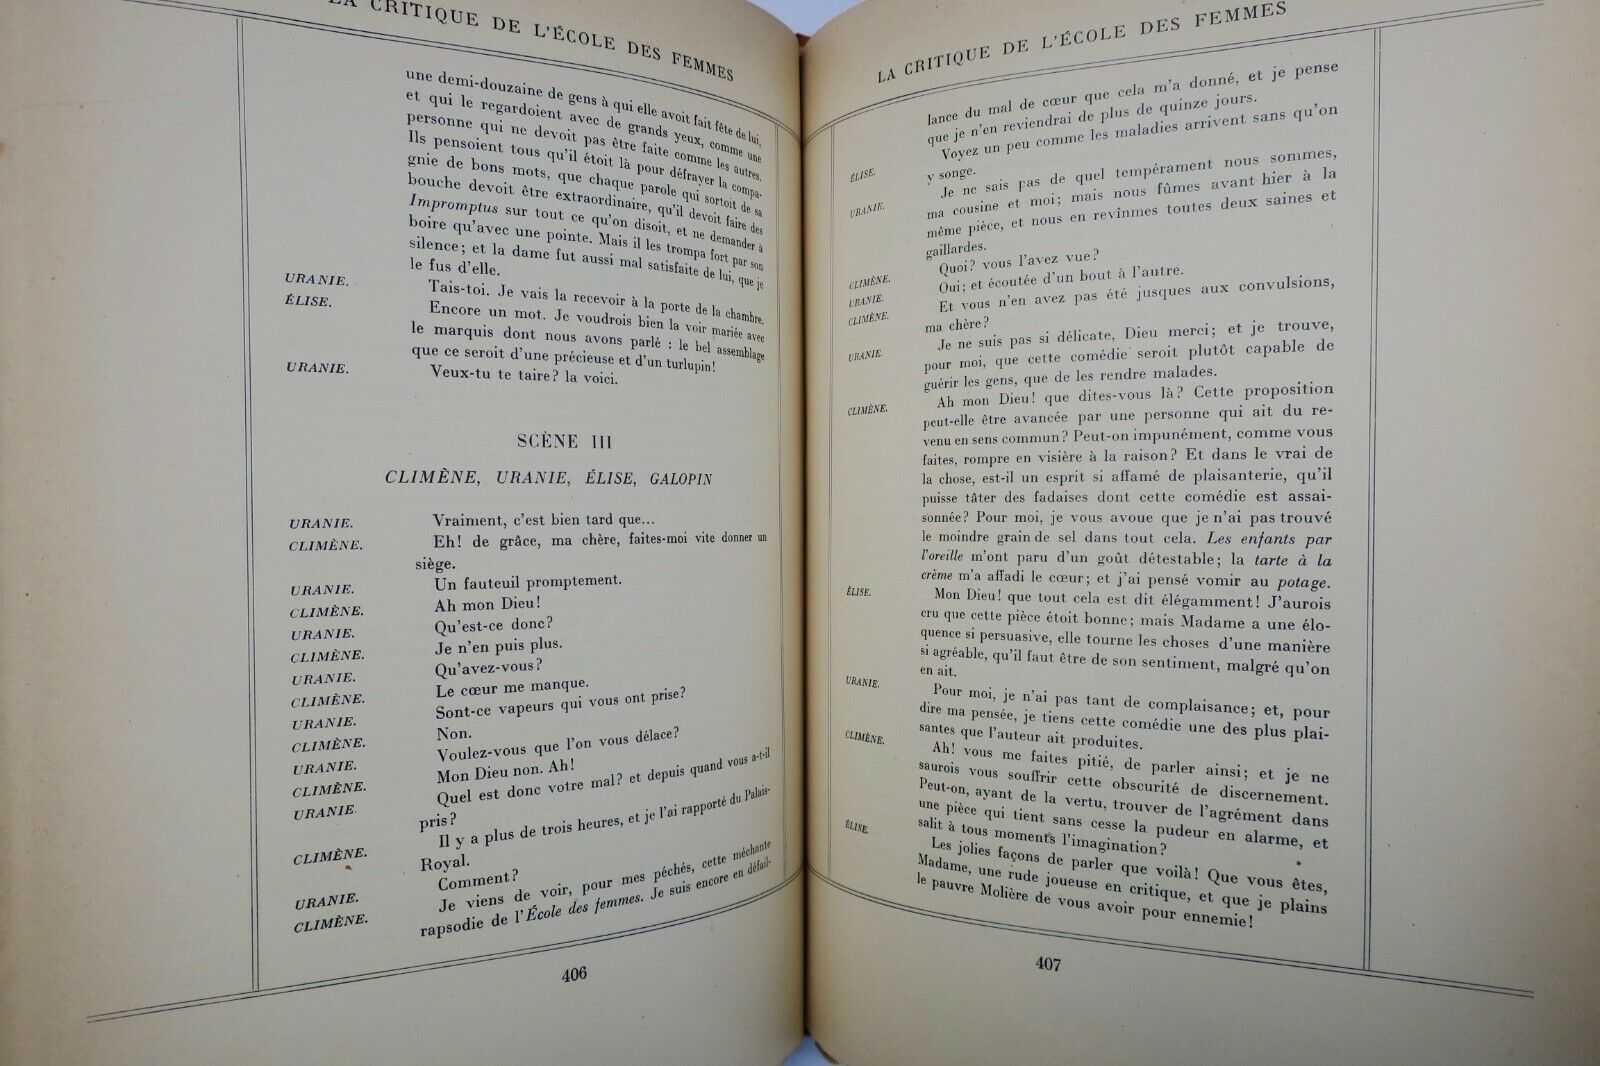 LA CRITIQUE DE L'ÉCOLE DES FEMMES
une demi-douzaine de gens à qui elle avoit fait fête de lui,
et qui le regardoient avec de grands yeux, comme une
personne qui ne devoit pas être faite comme les autres.
Ils pensoient tous qu'il étoit là pour défrayer la compa-
gnie de bons mots, que chaque parole qui sortoit de sa
bouche devoit être extraordinaire, qu'il devoit faire des
Impromptus sur tout ce qu'on disoit, et ne demander à
boire qu'avec une pointe. Mais il les trompa fort par son
silence; et la dame fut aussi mal satisfaite de lui, que je
le fus d'elle.
URANIE. Tais-toi. Je vais la recevoir à la porte de la chambre.
ÉLISE. Encore un mot. Je voudrois bien la voir mariée avec
le marquis dont nous avons parlé : le bel assemblage
que ce seroit d'une précieuse et d'un turlupin!
URANIE. Veux-tu te taire? la voici.
SCÈNE III
CLIMÈNE, URANIE, ÉLISE, GALOPIN
URANIE. Vraiment, c'est bien tard que...
CLIMÈNE. Eh! de grâce, ma chère, faites-moi vite donner un
siège.
URANIE. Un fauteuil promptement.
CLIMÈNE. Ah mon Dieu!
URANIE. Qu'est-ce donc?
CLIMÈNE. Je n'en puis plus.
URANIE. Qu'avez-vous?
CLIMÈNE. Le cœur me manque.
URANIE. Sont-ce vapeurs qui vous ont prise?
CLIMÈNE. Non.
URANIE. Voulez-vous que l'on vous délace?
CLIMÈNE. Mon Dieu non. Ah!
URANIE. Quel est donc votre mal? et depuis quand vous a-t-il
pris?
CLIMÈNE. Il y a plus de trois heures, et je l'ai rapporté du Palais-
Royal.
URANIE. Comment?
CLIMÈNE. Je viens de voir, pour mes péchés, cette méchante
rapsodie de l'École des femmes. Je suis encore en défail-
406
LA CRITIQUE DE L'ÉCOLE DES FEMMES
lance du mal de cœur que cela m'a donné, et je pense
que je n'en reviendrai de plus de quinze jours.
ÉLISE. Voyez un peu comme les maladies arrivent sans qu'on
y songe.
URANIE. Je ne sais pas de quel tempérament nous sommes,
ma cousine et moi; mais nous fûmes avant-hier à la
même pièce, et nous en revînmes toutes deux saines et
gaillardes.
CLIMÈNE. Quoi? vous l'avez vue?
URANIE. Oui; et écoutée d'un bout à l'autre.
CLIMÈNE. Et vous n'en avez pas été jusques aux convulsions,
ma chère?
URANIE. Je ne suis pas si délicate, Dieu merci; et je trouve,
pour moi, que cette comédie seroit plutôt capable de
guérir les gens, que de les rendre malades.
CLIMÈNE. Ah mon Dieu! que dites-vous là? Cette proposition
peut-elle être avancée par une personne qui ait du re-
venu en sens commun? Peut-on impunément, comme vous
faites, rompre en visière à la raison? Et dans le vrai de
la chose, est-il un esprit si affamé de plaisanterie, qu'il
puisse tâter des fadaises dont cette comédie est assai-
sonnée? Pour moi, je vous avoue que je n'ai pas trouvé
le moindre grain de sel dans tout cela. Les enfants par
l'oreille m'ont paru d'un goût détestable; la tarte à la
crème m'a affadi le cœur; et j'ai pensé vomir au potage.
ÉLISE. Mon Dieu! que tout cela est dit élégamment! J'aurois
cru que cette pièce étoit bonne; mais Madame a une élo-
quence si persuasive, elle tourne les choses d'une manière
si agréable, qu'il faut être de son sentiment, malgré qu'on
en ait.
URANIE. Pour moi, je n'ai pas tant de complaisance; et, pour
dire ma pensée, je tiens cette comédie une des plus plai-
santes que l'auteur ait produites.
CLIMÈNE. Ah! vous me faites pitié, de parler ainsi; et je ne
saurois vous souffrir cette obscurité de discernement.
Peut-on, ayant de la vertu, trouver de l'agrément dans
une pièce qui tient sans cesse la pudeur en alarme, et
salit à tous moments l'imagination?
ÉLISE. Les jolies façons de parler que voilà! Que vous êtes,
Madame, une rude joueuse en critique, et que je plains
le pauvre Molière de vous avoir pour ennemie!
407